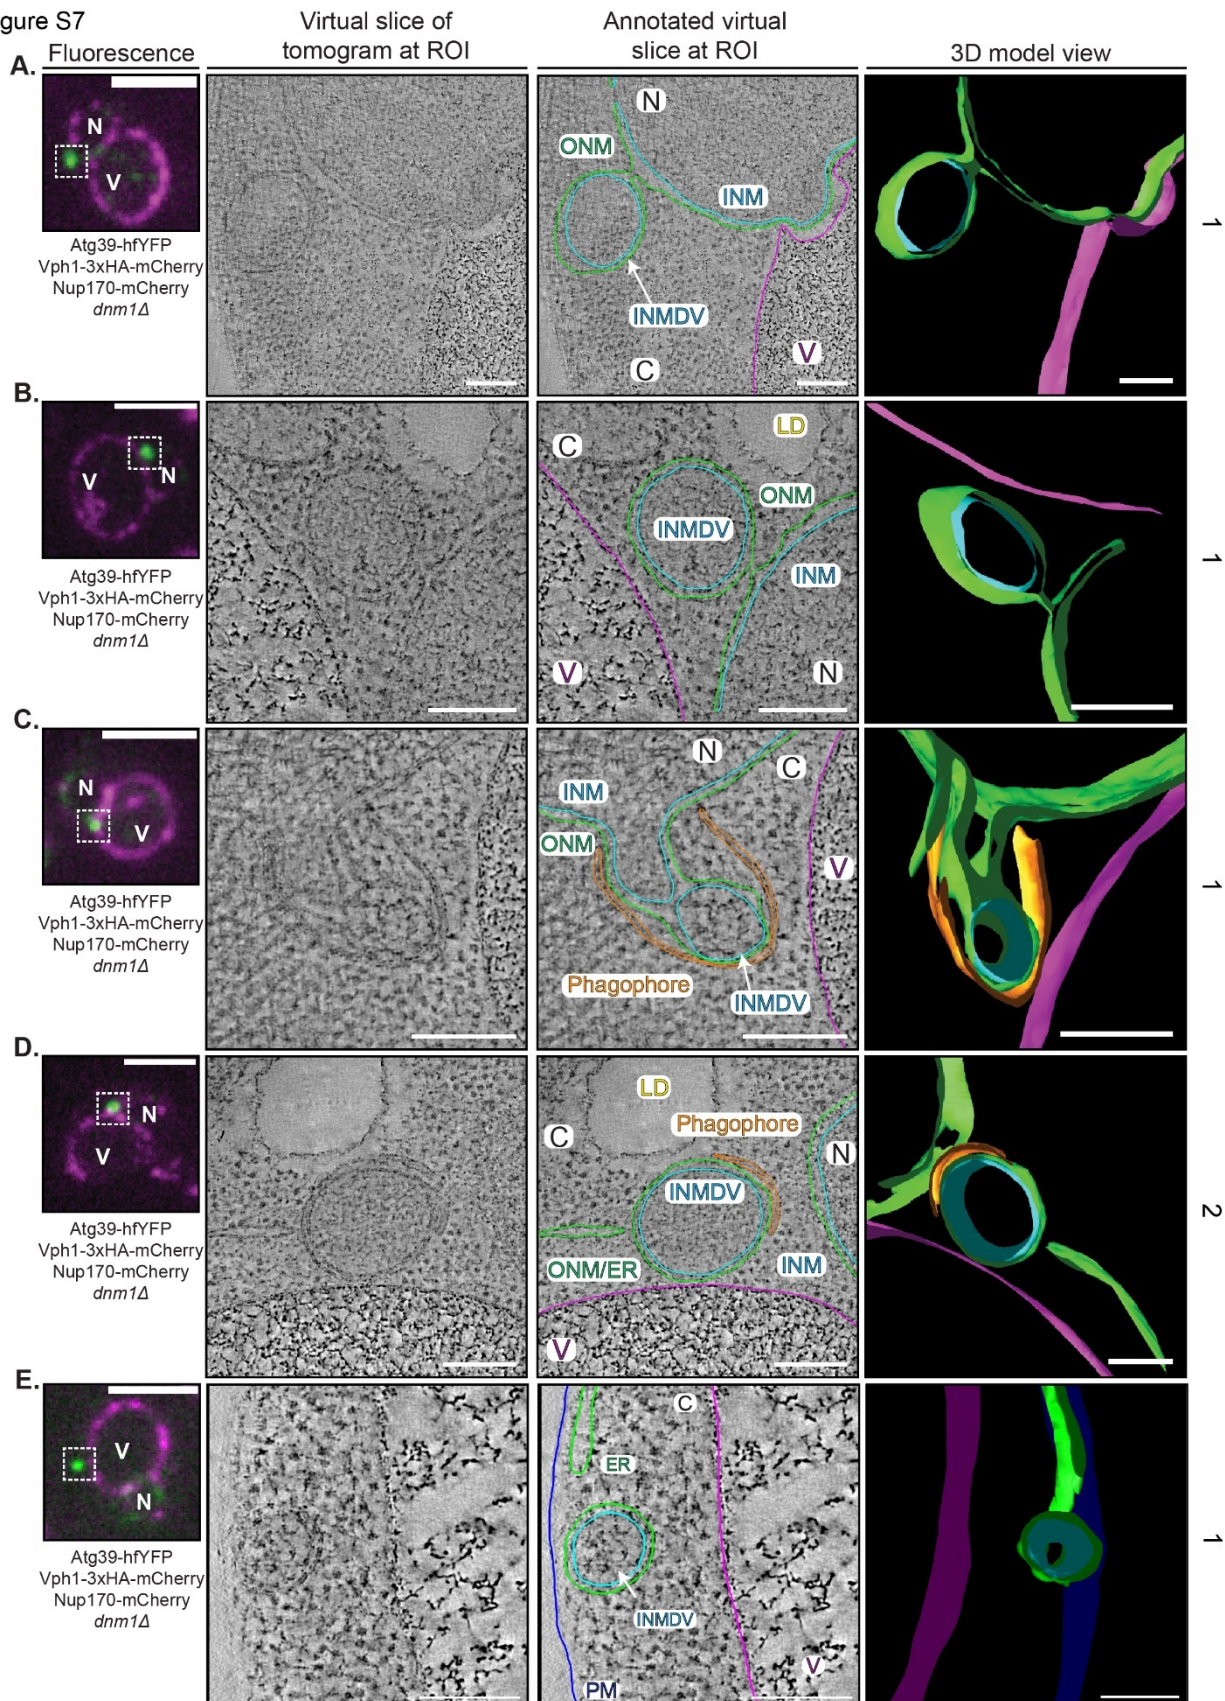 gure S7
Fluorescence
Virtual slice of
tomogram at ROI
Annotated virtual
slice at ROI
3D model view
A.
N
V
Atg39-hfYFP
Vph1-3xHA-mCherry
Nup170-mCherry
dnm1Δ
N
ONM
INM
INMDV
V
C
1
B.
V
N
Atg39-hfYFP
Vph1-3xHA-mCherry
Nup170-mCherry
dnm1Δ
LD
C
ONM
INMDV
INM
V
N
1
C.
N
V
Atg39-hfYFP
Vph1-3xHA-mCherry
Nup170-mCherry
dnm1Δ
N
C
INM
ONM
V
Phagophore
INMDV
1
D.
N
V
Atg39-hfYFP
Vph1-3xHA-mCherry
Nup170-mCherry
dnm1Δ
LD
Phagophore
C
N
INMDV
ONM/ER
INM
V
2
E.
V
N
Atg39-hfYFP
Vph1-3xHA-mCherry
Nup170-mCherry
dnm1Δ
C
ER
INMDV
V
PM
1